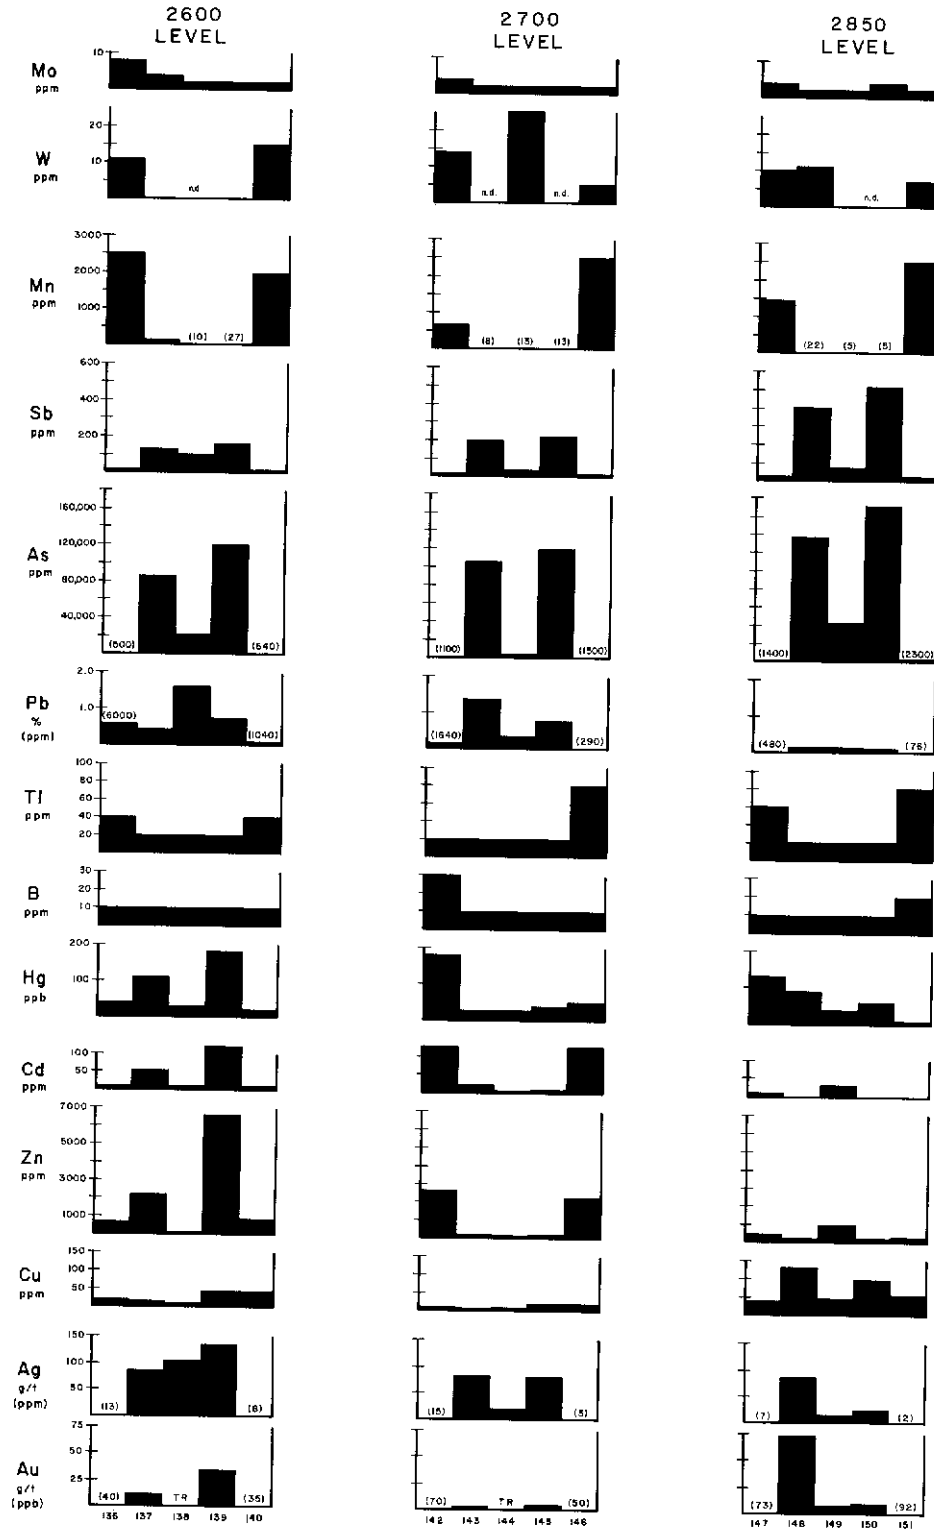 2600
LEVEL
2700
LEVEL
2850
LEVEL
Mo
ppm
10
W
ppm
20
10
n.d.
n.d.
n.d.
n.d.
Mn
ppm
3000
2000
1000
(10)
(27)
(8)
(15)
(13)
(22)
(5)
(5)
Sb
ppm
600
400
200
As
ppm
160,000
120,000
80,000
40,000
(500)
(640)
(1100)
(1500)
(1400)
(2300)
Pb
%
(ppm)
2.0
1.0
(6000)
(1040)
(1640)
(290)
(480)
(76)
Tl
ppm
100
80
60
40
20
B
ppm
30
20
10
Hg
ppb
200
100
Cd
ppm
100
50
Zn
ppm
7000
5000
3000
1000
Cu
ppm
150
100
50
Ag
g/t
(ppm)
150
100
50
(13)
(8)
(15)
(5)
(7)
(2)
Au
g/t
(ppb)
75
50
25
(40)
TR
(35)
(70)
TR
(50)
(73)
(92)
136 137 138 139 140
142 143 144 145 146
147 148 149 150 151